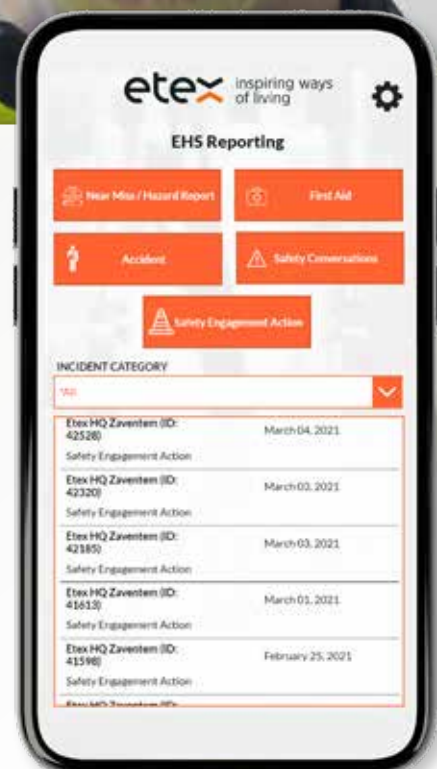 etex inspiring ways
of living
EHS Reporting
Near Miss / Hazard Report
First Aid
Accident
Safety Conversations
Safety Engagement Action
INCIDENT CATEGORY
*All
Etex HQ Zaventem (ID:
42528)
March 04, 2021
Safety Engagement Action
Etex HQ Zaventem (ID:
42320)
March 03, 2021
Safety Engagement Action
Etex HQ Zaventem (ID:
42185)
March 03, 2021
Safety Engagement Action
Etex HQ Zaventem (ID:
41613)
March 01, 2021
Safety Engagement Action
Etex HQ Zaventem (ID:
41598)
February 25, 2021
Safety Engagement Action
Etex HQ Zaventem (ID: